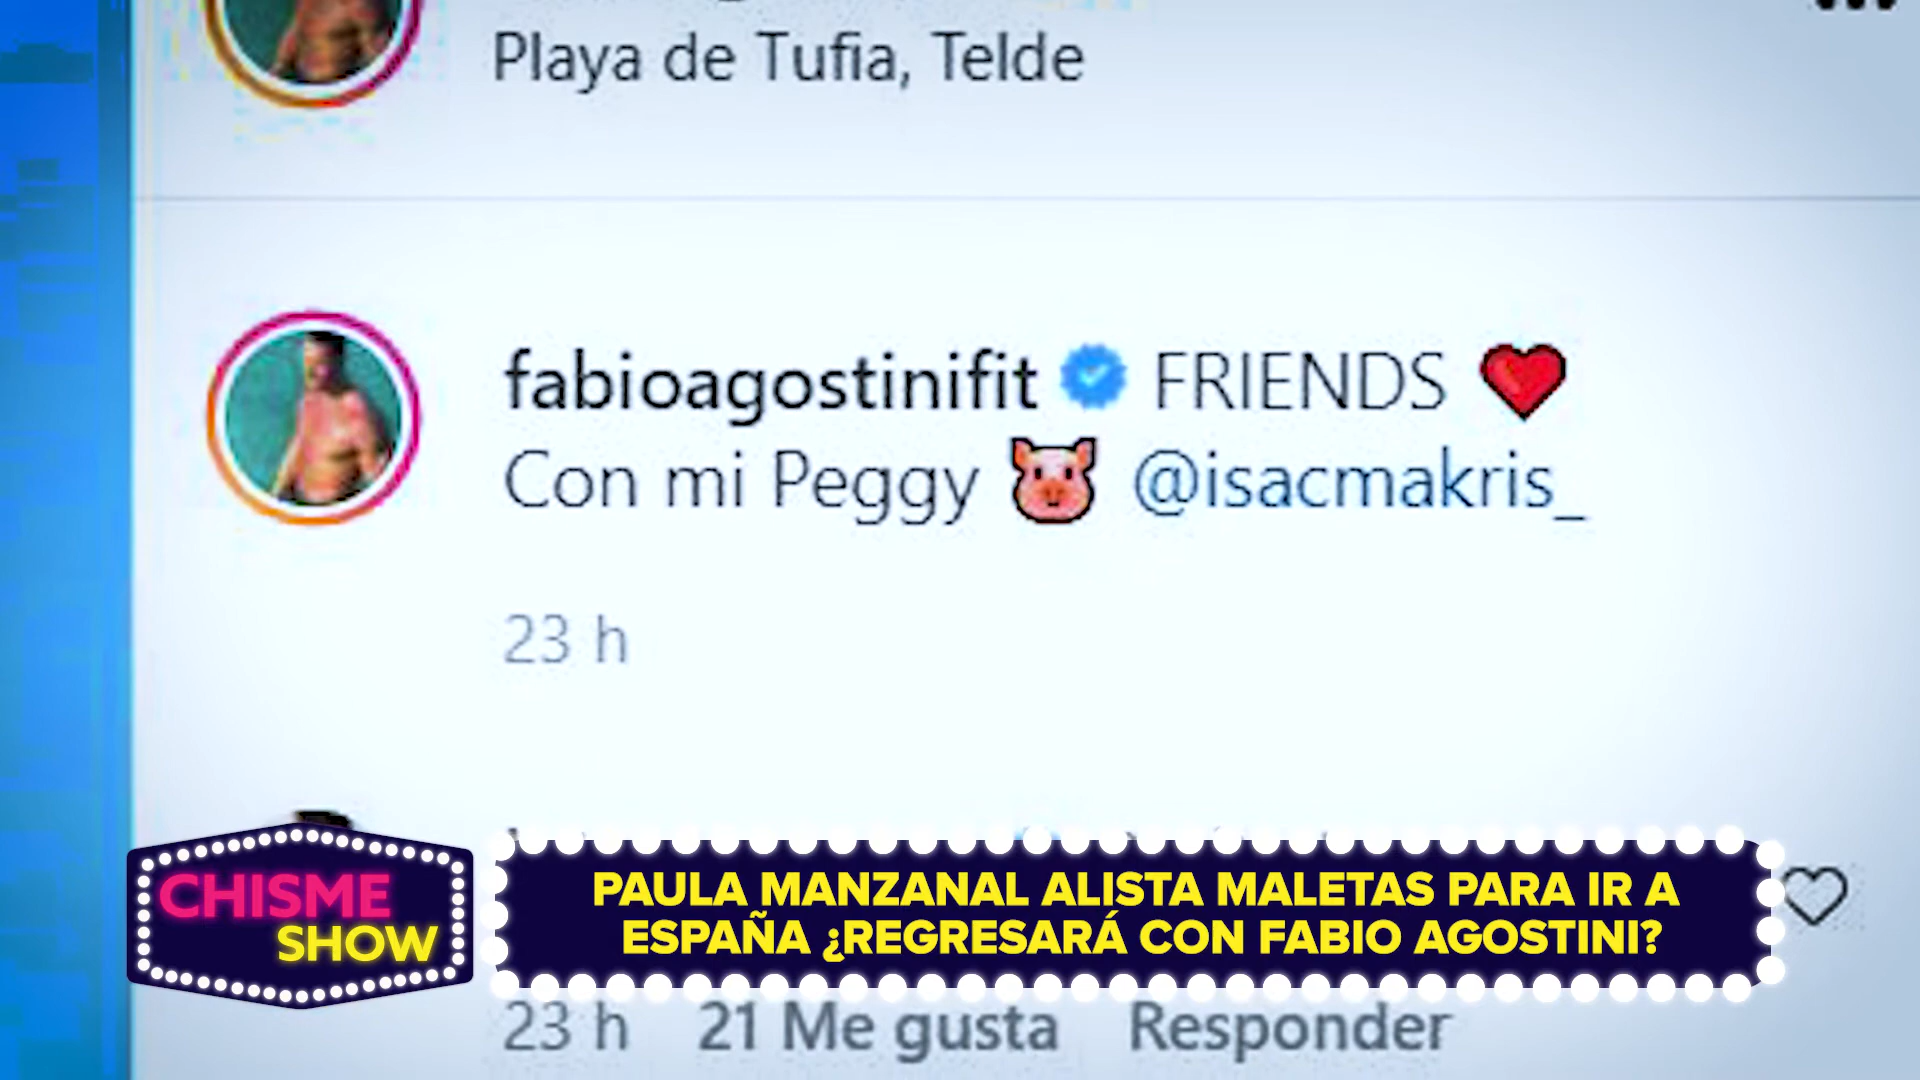 Playa de Tufia, Telde
fabioagostinifit FRIENDS ❤️
Con mi Peggy 🐷 @isacmakris_
23 h
CHISME
SHOW
PAULA MANZANAL ALISTA MALETAS PARA IR A
ESPAÑA ¿REGRESARÁ CON FABIO AGOSTINI?
23 h 21 Me gusta Responder